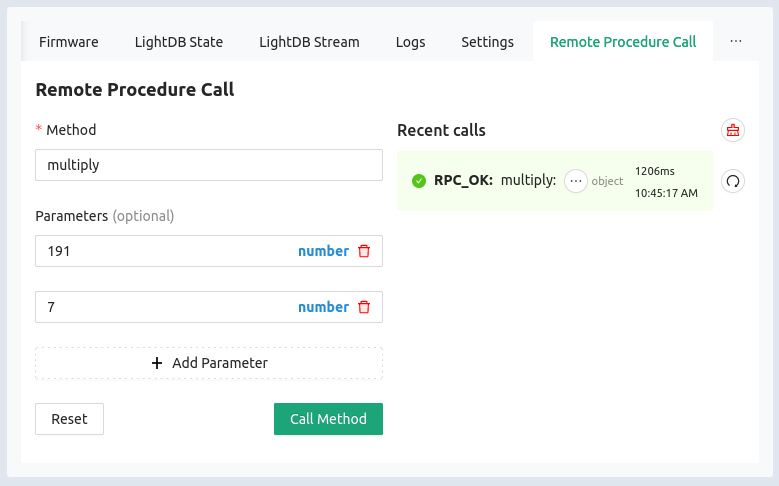 Firmware LightDB State LightDB Stream Logs Settings Remote Procedure Call ···
Remote Procedure Call
* Method
multiply
Parameters (optional)
191 number
7 number
+ Add Parameter
Reset Call Method
Recent calls
RPC_OK: multiply: ··· object 1206ms
10:45:17 AM